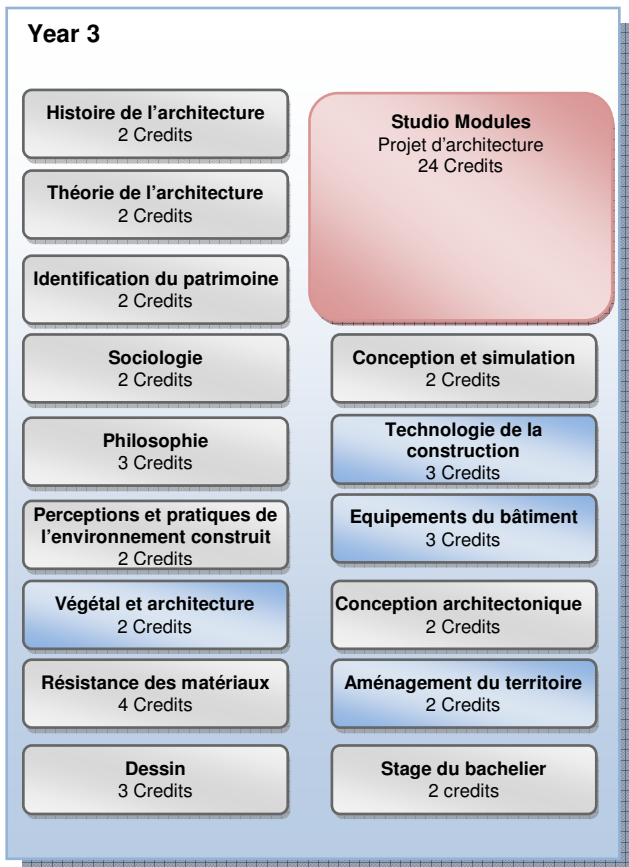 Year 3
Histoire de l'architecture
2 Credits
Théorie de l'architecture
2 Credits
Identification du patrimoine
2 Credits
Sociologie
2 Credits
Philosophie
3 Credits
Perceptions et pratiques de
l'environnement construit
2 Credits
Végétal et architecture
2 Credits
Résistance des matériaux
4 Credits
Dessin
3 Credits
Studio Modules
Projet d'architecture
24 Credits
Conception et simulation
2 Credits
Technologie de la
construction
3 Credits
Equipements du bâtiment
3 Credits
Conception architectonique
2 Credits
Aménagement du territoire
2 Credits
Stage du bachelier
2 credits